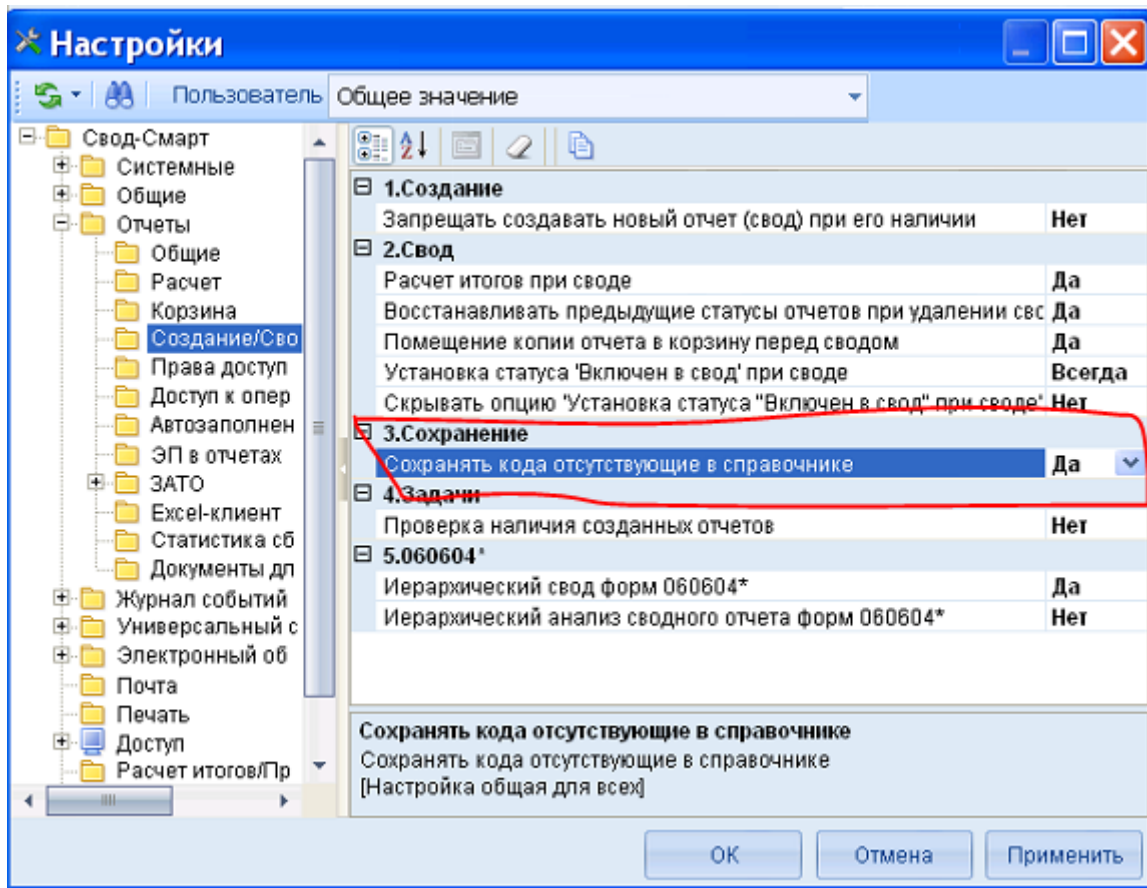 Настройки
Пользователь Общее значение
Свод-Смарт
Системные
Общие
Отчеты
Общие
Расчет
Корзина
Создание/Сво
Права доступ
Доступ к опер
Автозаполнен
ЭП в отчетах
ЗАТО
Excel-клиент
Статистика сб
Документы дл
Журнал событий
Универсальный с
Электронный об
Почта
Печать
Доступ
Расчет итогов/Пр
1.Создание
Запрещать создавать новый отчет (свод) при его наличии Нет
2.Свод
Расчет итогов при своде Да
Восстанавливать предыдущие статусы отчетов при удалении свс Да
Помещение копии отчета в корзину перед сводом Да
Установка статуса 'Включен в свод' при своде Всегда
Скрывать опцию 'Установка статуса "Включен в свод" при своде' Нет
3.Сохранение
Сохранять кода отсутствующие в справочнике Да
4.Задачи
Проверка наличия созданных отчетов Нет
5.060604*
Иерархический свод форм 060604* Да
Иерархический анализ сводного отчета форм 060604* Нет
Сохранять кода отсутствующие в справочнике
Сохранять кода отсутствующие в справочнике
[Настройка общая для всех]
ОК Отмена Применить